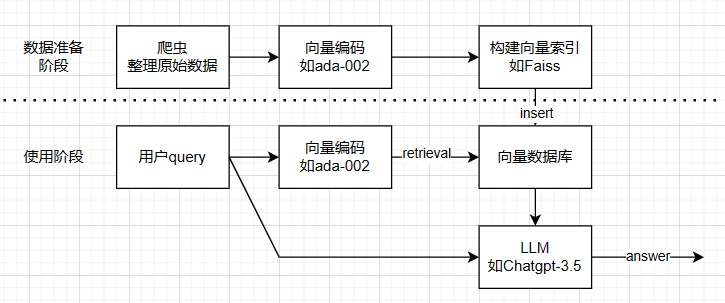 数据准备
阶段
爬虫
整理原始数据
向量编码
如ada-002
构建向量索引
如Faiss
insert
使用阶段
用户query
向量编码
如ada-002
retrieval
向量数据库
LLM
如Chatgpt-3.5
answer